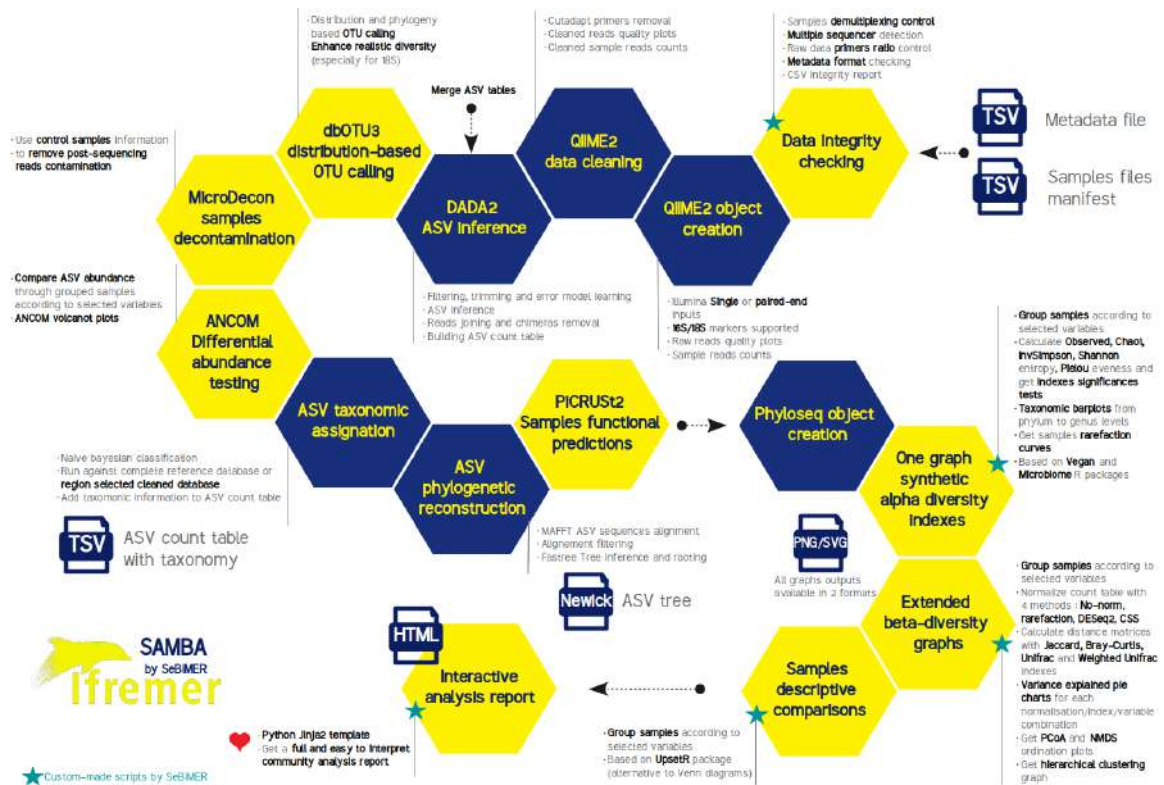 · Distribution and phylogeny
based OTU calling
· Enhance realistic diversity
(especially for 18S)
· Cutadapt primers removal
· Cleaned reads quality plots
· Cleaned sample reads counts
· Samples demultiplexing control
· Multiple sequencer detection
· Raw data primers ratio control
· Metadata format checking
· CSV integrity report
Merge ASV tables
TSV
Metadata file
TSV
Samples files
manifest
Data integrity
checking
QIIME2 object
creation
QIIME2
data cleaning
DADA2
ASV inference
dbOTU3
distribution-based
OTU calling
· Use control samples information
· to remove post-sequencing
reads contamination
MicroDecon
samples
decontamination
· Compare ASV abundance
through grouped samples
according to selected variables
· ANCOM volcanot plots
ANCOM
Differential
abundance
testing
· Filtering, trimming and error model learning
· ASV inference
· Reads joining and chimeras removal
· Building ASV count table
· Illumina Single or paired-end
inputs
· 16S/18S markers supported
· Raw reads quality plots
· Sample reads counts
ASV taxonomic
assignation
ASV
phylogenetic
reconstruction
PICRUSt2
Samples functional
predictions
Phyloseq object
creation
· Group samples according to
selected variables
· Calculate Observed, Chao1,
InvSimpson, Shannon
entropy, Pielou eveness and
get indexes significances
tests
· Taxonomic barplots from
phylum to genus levels
· Get samples rarefaction
curves
· Based on Vegan and
Microbiome R packages
One graph
synthetic
alpha diversity
indexes
· Naive bayesian classification
· Run against complete reference database or
region selected cleaned database
· Add taxomonic information to ASV count table
TSV
ASV count table
with taxonomy
· MAFFT ASV sequences alignment
· Alignement filtering
· Fastree Tree inference and rooting
Newick
ASV tree
PNG/SVG
All graphs outputs
available in 2 formats
Extended
beta-diversity
graphs
· Group samples according to
selected variables
· Normalize count table with
4 methods : No-norm,
rarefaction, DESeq2, CSS
· Calculate distance matrices
with Jaccard, Bray-Curtis,
Unifrac and Weighted Unifrac
indexes
· Variance explained pie
charts for each
normalisation/index/variable
combination
· Get PCoA and NMDS
ordination plots
· Get hierarchical clustering
graph
Samples
descriptive
comparisons
· Group samples according to
selected variables
· Based on UpsetR package
(alternative to Venn diagrams)
HTML
Interactive
analysis report
· Python Jinja2 template
· Get a full and easy to interpret
community analysis report
SAMBA
by SeBiMER
Ifremer
Custom-made scripts by SeBiMER